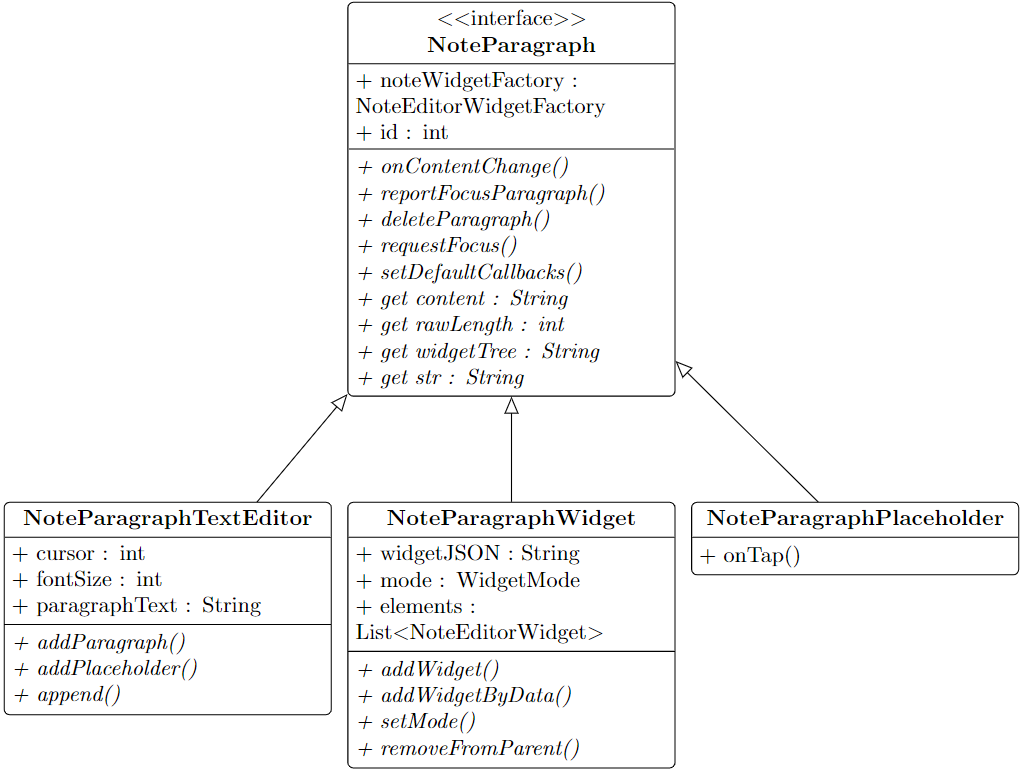 <<interface>>
NoteParagraph
+ noteWidgetFactory :
NoteEditorWidgetFactory
+ id : int
+ onContentChange()
+ reportFocusParagraph()
+ deleteParagraph()
+ requestFocus()
+ setDefaultCallbacks()
+ get content : String
+ get rawLength : int
+ get widgetTree : String
+ get str : String
NoteParagraphTextEditor
+ cursor : int
+ fontSize : int
+ paragraphText : String
+ addParagraph()
+ addPlaceholder()
+ append()
NoteParagraphWidget
+ widgetJSON : String
+ mode : WidgetMode
+ elements :
List<NoteEditorWidget>
+ addWidget()
+ addWidgetByData()
+ setMode()
+ removeFromParent()
NoteParagraphPlaceholder
+ onTap()